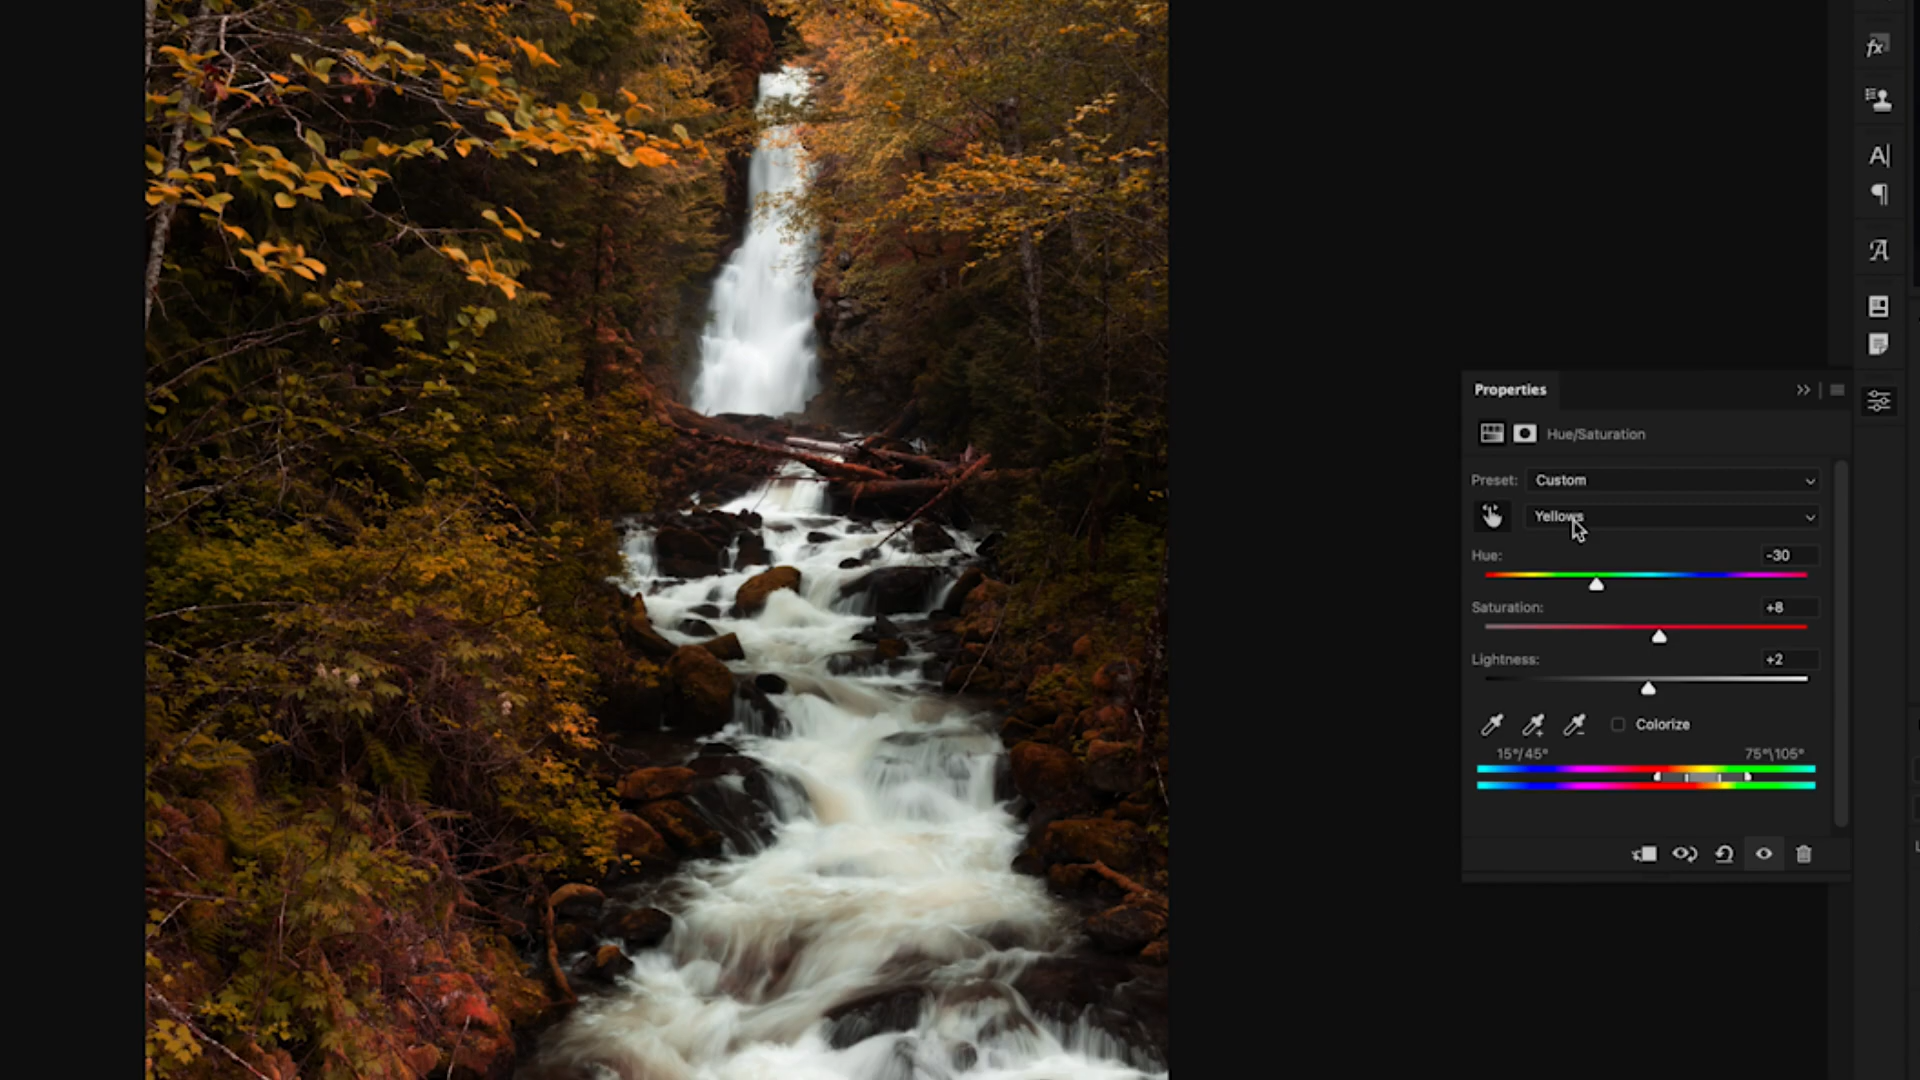 Properties
Hue/Saturation
Preset: Custom
Yellows
Hue: -30
Saturation: +8
Lightness: +2
Colorize
15°/45° 75°\105°